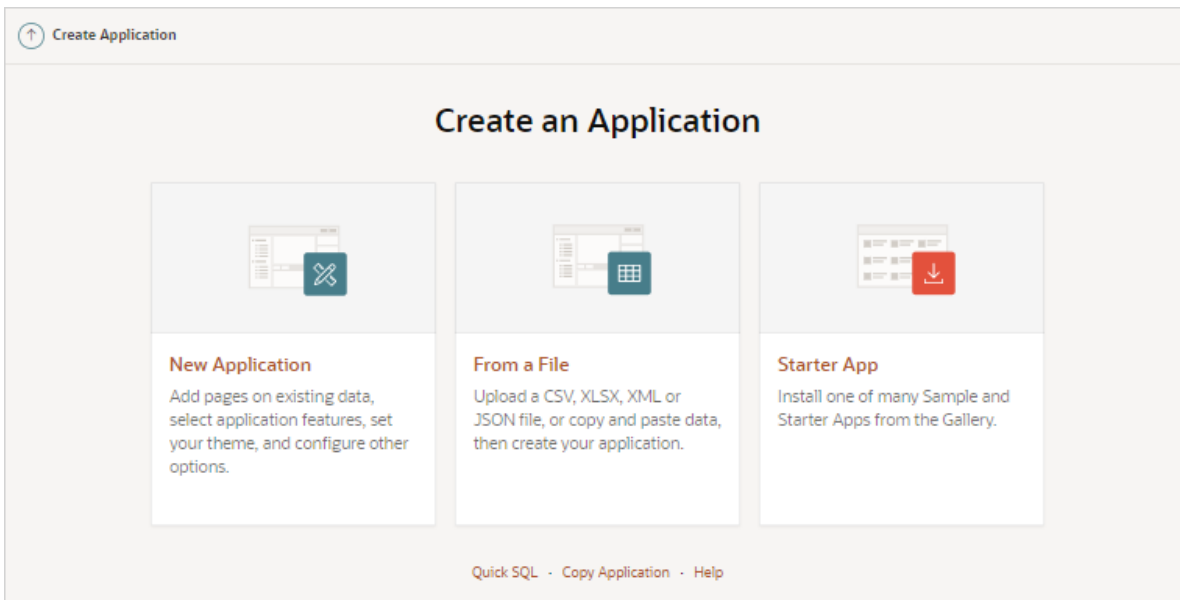 Create Application
Create an Application
New Application
Add pages on existing data,
select application features, set
your theme, and configure other
options.
From a File
Upload a CSV, XLSX, XML or
JSON file, or copy and paste data,
then create your application.
Starter App
Install one of many Sample and
Starter Apps from the Gallery.
Quick SQL · Copy Application · Help